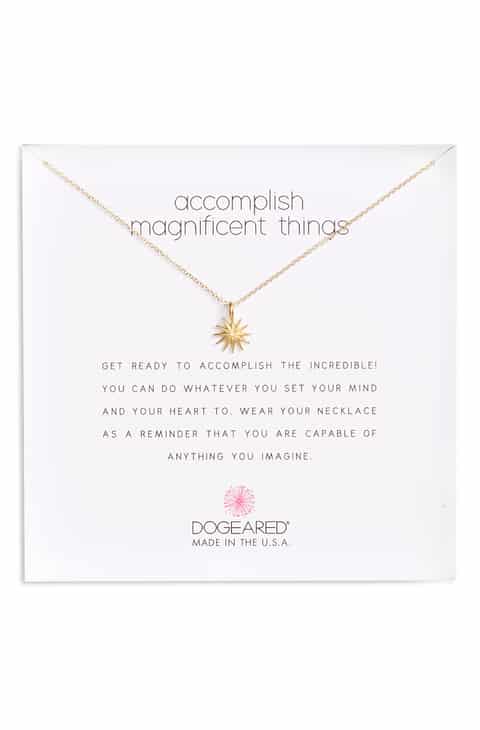 accomplish
magnificent things
GET READY TO ACCOMPLISH THE INCREDIBLE!
YOU CAN DO WHATEVER YOU SET YOUR MIND
AND YOUR HEART TO. WEAR YOUR NECKLACE
AS A REMINDER THAT YOU ARE CAPABLE OF
ANYTHING YOU IMAGINE.
DOGEARED®
MADE IN THE U.S.A.